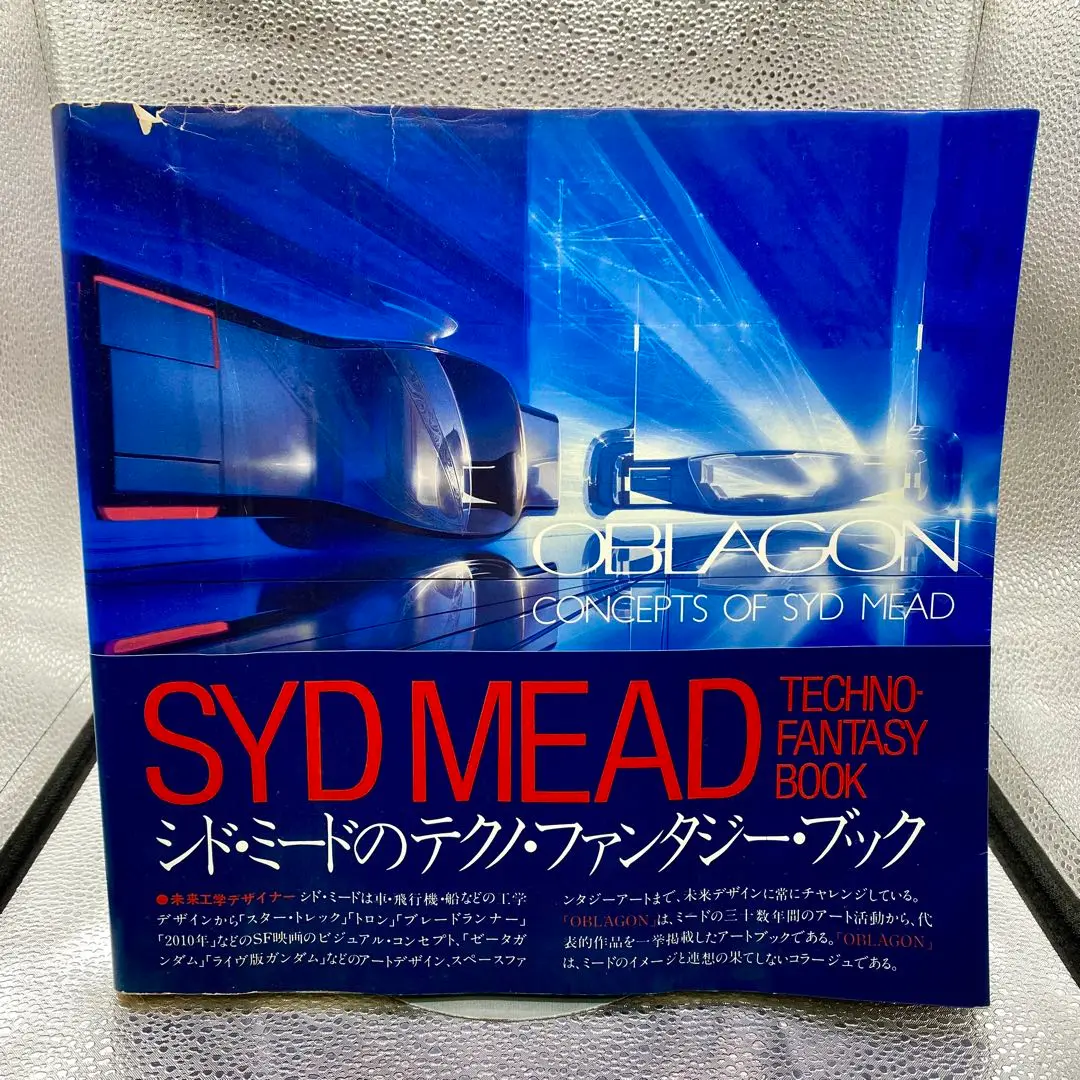 OBLAGON
CONCEPTS OF SYD MEAD
SYD MEAD
TECHNO-
FANTASY
BOOK
シド・ミードのテクノ・ファンタジー・ブック
●未来工学デザイナー シド・ミードは車・飛行機・船などの工学
デザインから「スター・トレック」「トロン」「ブレードランナー」
「2010年」などのSF映画のビジュアル・コンセプト、「ゼータガ
ンダム」「ライヴ版ガンダム」などのアートデザイン、スペースファ
ンタジーアートまで、未来デザインに常にチャレンジしている。
「OBLAGON」は、ミードの三十数年間のアート活動から、代
表的作品を一挙掲載したアートブックである。「OBLAGON」
は、ミードのイメージと連想の果てしないコラージュである。